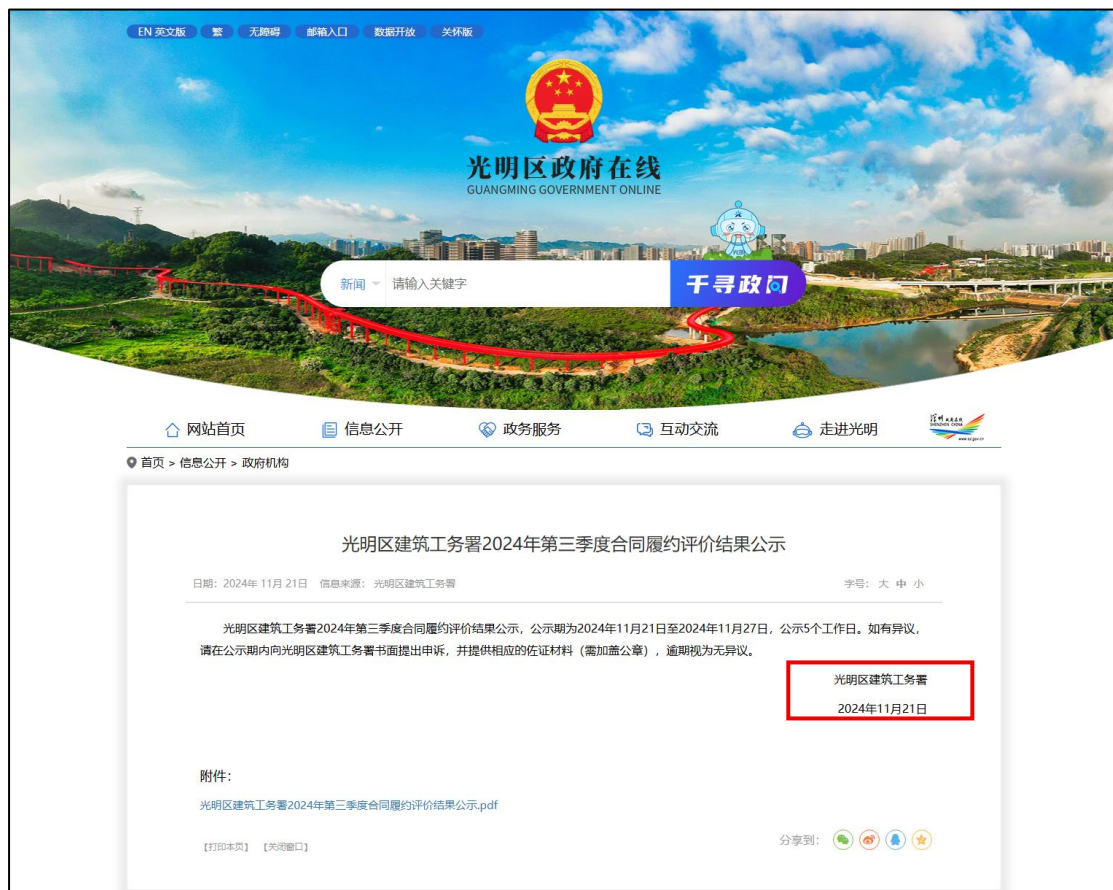 EN 英文版 繁 无障碍 邮箱入口 数据开放 关怀版
光明区政府在线
GUANGMING GOVERNMENT ONLINE
新闻 请输入关键字 千寻政问
网站首页 信息公开 政务服务 互动交流 走进光明
首页 > 信息公开 > 政府机构
光明区建筑工务署2024年第三季度合同履约评价结果公示
日期：2024年 11月 21日 信息来源： 光明区建筑工务署 字号： 大 中 小
光明区建筑工务署2024年第三季度合同履约评价结果公示，公示期为2024年11月21日至2024年11月27日，公示5个工作日。如有异议，
请在公示期内向光明区建筑工务署书面提出申诉，并提供相应的佐证材料（需加盖公章）, 逾期视为无异议。
光明区建筑工务署
2024年11月21日
附件：
光明区建筑工务署2024年第三季度合同履约评价结果公示.pdf
【打印本页】 【关闭窗口】 分享到：